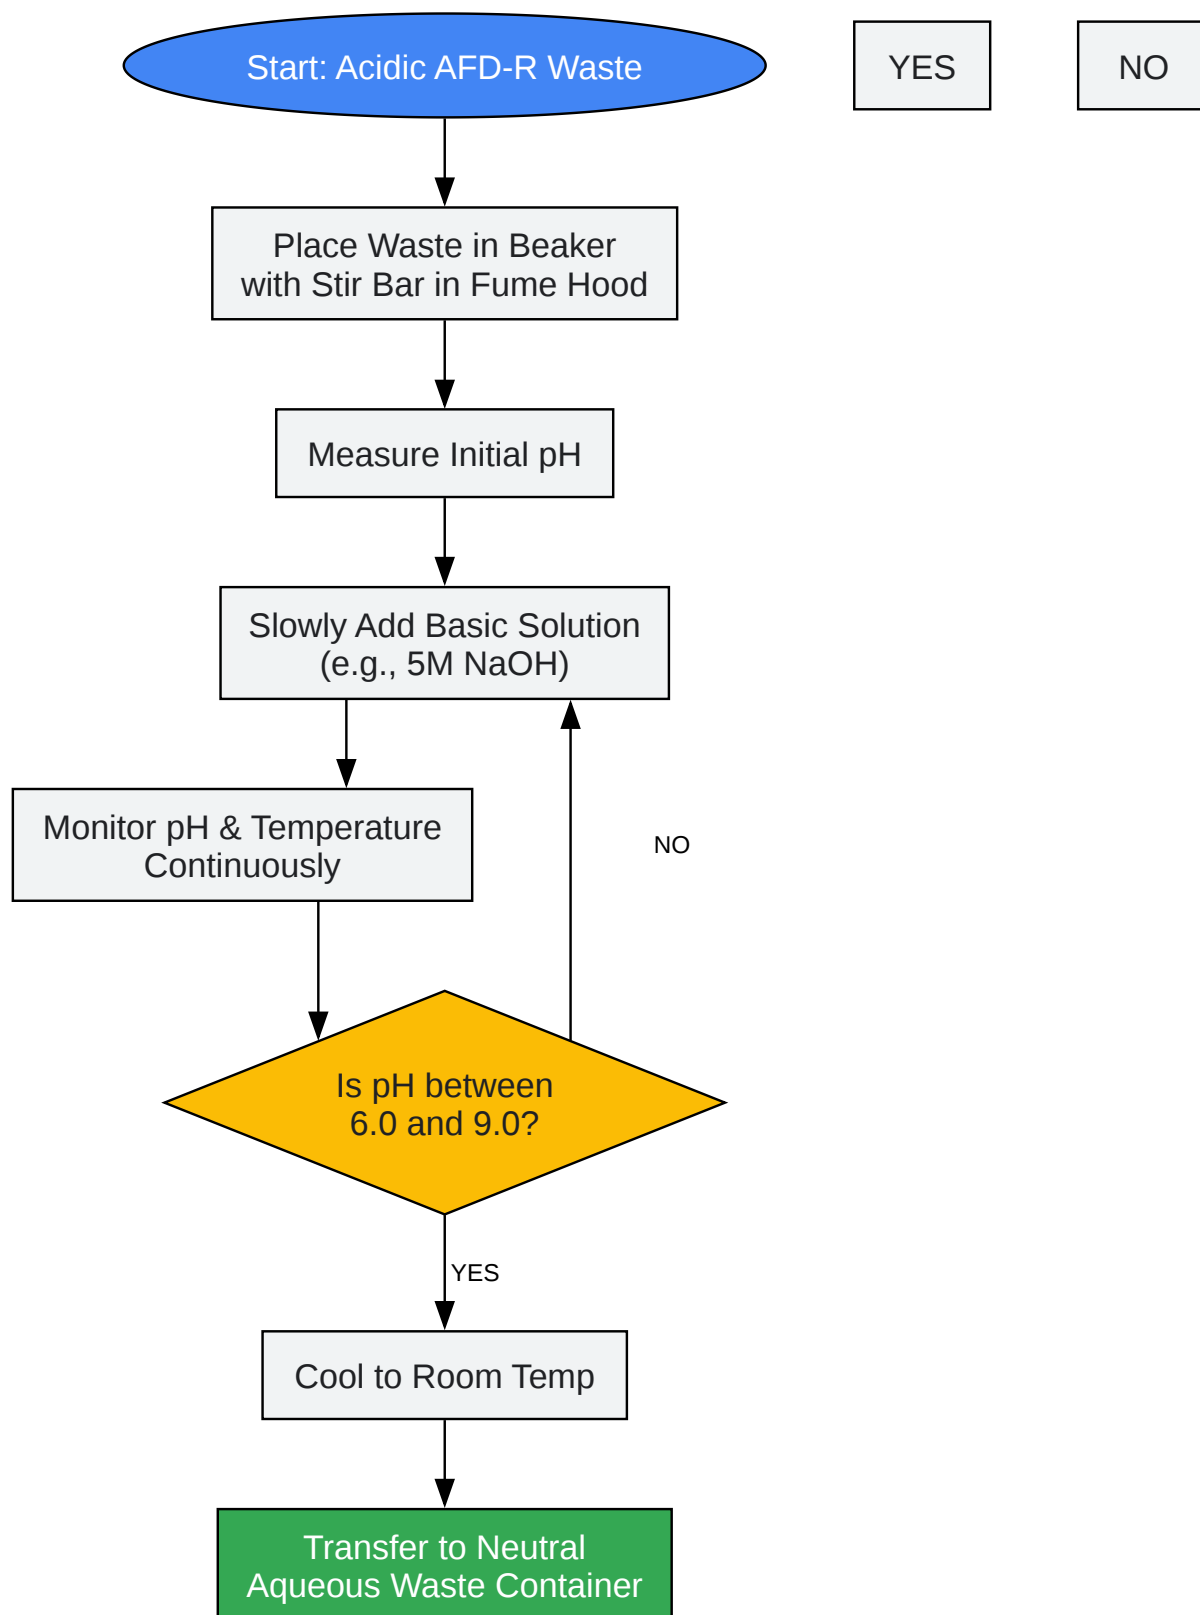 Start: Acidic AFD-R Waste
YES
NO
Place Waste in Beaker
with Stir Bar in Fume Hood
Measure Initial pH
Slowly Add Basic Solution
(e.g., 5M NaOH)
Monitor pH & Temperature
Continuously
NO
Is pH between
6.0 and 9.0?
YES
Cool to Room Temp
Transfer to Neutral
Aqueous Waste Container